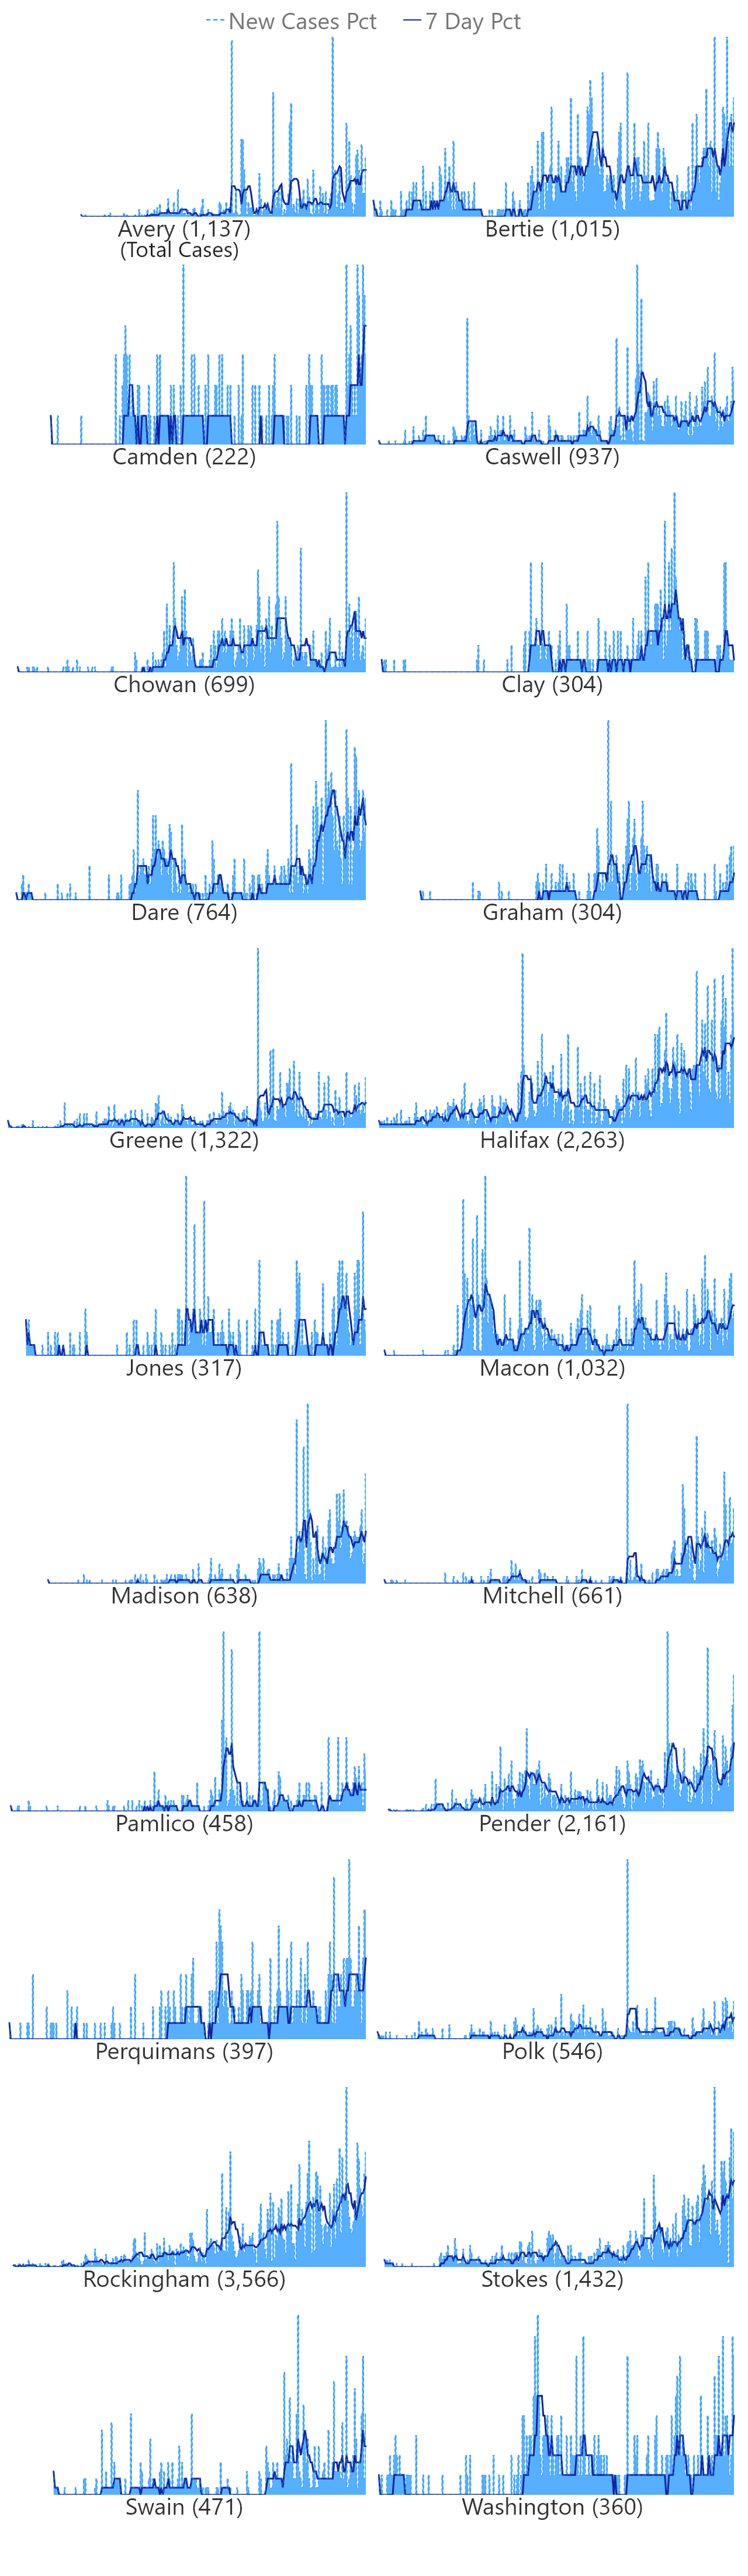 New Cases Pct 7 Day Pct
Avery (1,137) Bertie (1,015)
(Total Cases)
Camden (222) Caswell (937)
Chowan (699) Clay (304)
Dare (764) Graham (304)
Greene (1,322) Halifax (2,263)
Jones (317) Macon (1,032)
Madison (638) Mitchell (661)
Pamlico (458) Pender (2,161)
Perquimans (397) Polk (546)
Rockingham (3,566) Stokes (1,432)
Swain (471) Washington (360)